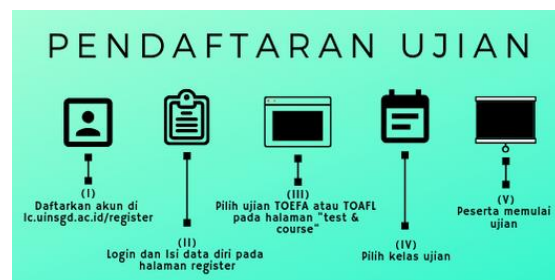 PENDAFTARAN UJIAN
(I)
Daftarkan akun di
lc.uinsgd.ac.id/register
(II)
Login dan Isi data diri pada
halaman register
(III)
Pilih ujian TOEFA atau TOAFL
pada halaman "test &
course"
(IV)
Pilih kelas ujian
(V)
Peserta memulai
ujian